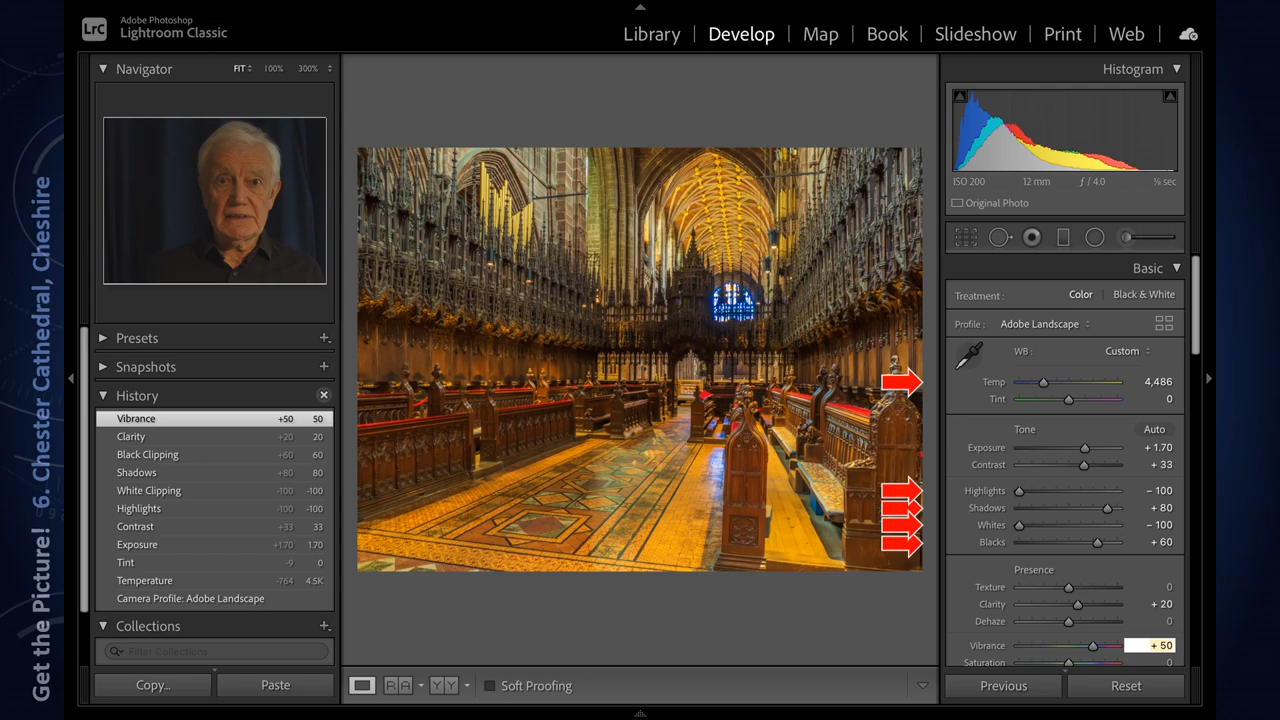 Get the Picture! 6. Chester Cathedral, Cheshire
LrC
Adobe Photoshop
Lightroom Classic
Library | Develop | Map | Book | Slideshow | Print | Web
Navigator FIT 100% 300%
Presets
Snapshots
History
Vibrance +50 50
Clarity +20 20
Black Clipping +60 60
Shadows +80 80
White Clipping -100 -100
Highlights -100 -100
Contrast +33 33
Exposure +1.70 1.70
Tint -9 0
Temperature -764 4.5K
Camera Profile: Adobe Landscape
Collections
Filter Collections
Copy... Paste
R A Y Y Soft Proofing
Histogram
ISO 200 12 mm ƒ / 4.0 ⅙ sec
Original Photo
Basic
Treatment : Color | Black & White
Profile : Adobe Landscape
WB : Custom
Temp 4,486
Tint 0
Tone Auto
Exposure + 1.70
Contrast + 33
Highlights – 100
Shadows + 80
Whites – 100
Blacks + 60
Presence
Texture 0
Clarity + 20
Dehaze 0
Vibrance + 50
Saturation 0
Previous Reset